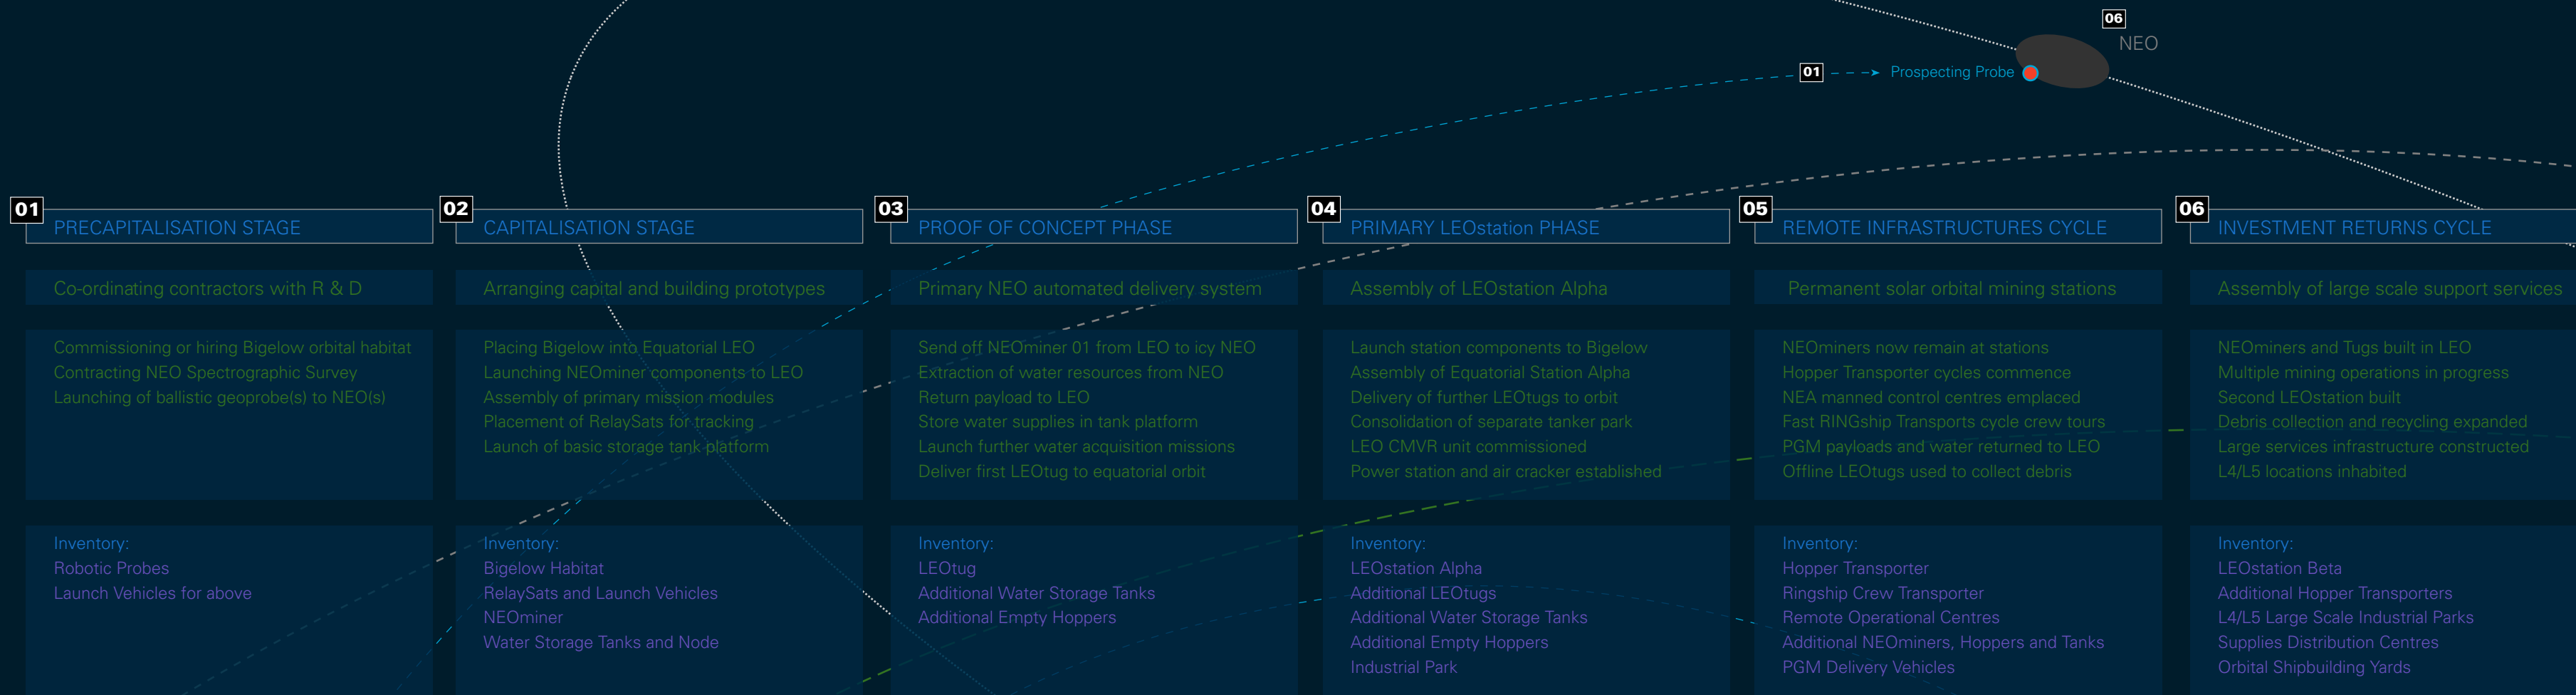 06
NEO
01
Prospecting Probe
01
PRECAPITALISATION STAGE
Co-ordinating contractors with R & D
Commissioning or hiring Bigelow orbital habitat
Contracting NEO Spectrographic Survey
Launching of ballistic geoprobe(s) to NEO(s)
Inventory:
Robotic Probes
Launch Vehicles for above
02
CAPITALISATION STAGE
Arranging capital and building prototypes
Placing Bigelow into Equatorial LEO
Launching NEOminer components to LEO
Assembly of primary mission modules
Placement of RelaySats for tracking
Launch of basic storage tank platform
Inventory:
Bigelow Habitat
RelaySats and Launch Vehicles
NEOminer
Water Storage Tanks and Node
03
PROOF OF CONCEPT PHASE
Primary NEO automated delivery system
Send off NEOminer 01 from LEO to icy NEO
Extraction of water resources from NEO
Return payload to LEO
Store water supplies in tank platform
Launch further water acquisition missions
Deliver first LEOtug to equatorial orbit
Inventory:
LEOtug
Additional Water Storage Tanks
Additional Empty Hoppers
04
PRIMARY LEOstation PHASE
Assembly of LEOstation Alpha
Launch station components to Bigelow
Assembly of Equatorial Station Alpha
Delivery of further LEOtugs to orbit
Consolidation of separate tanker park
LEO CMVR unit commissioned
Power station and air cracker established
Inventory:
LEOstation Alpha
Additional LEOtugs
Additional Water Storage Tanks
Additional Empty Hoppers
Industrial Park
05
REMOTE INFRASTRUCTURES CYCLE
Permanent solar orbital mining stations
NEOminers now remain at stations
Hopper Transporter cycles commence
NEA manned control centres emplaced
Fast RINGship Transports cycle crew tours
PGM payloads and water returned to LEO
Offline LEOtugs used to collect debris
Inventory:
Hopper Transporter
Ringship Crew Transporter
Remote Operational Centres
Additional NEOminers, Hoppers and Tanks
PGM Delivery Vehicles
06
INVESTMENT RETURNS CYCLE
Assembly of large scale support services
NEOminers and Tugs built in LEO
Multiple mining operations in progress
Second LEOstation built
Debris collection and recycling expanded
Large services infrastructure constructed
L4/L5 locations inhabited
Inventory:
LEOstation Beta
Additional Hopper Transporters
L4/L5 Large Scale Industrial Parks
Supplies Distribution Centres
Orbital Shipbuilding Yards